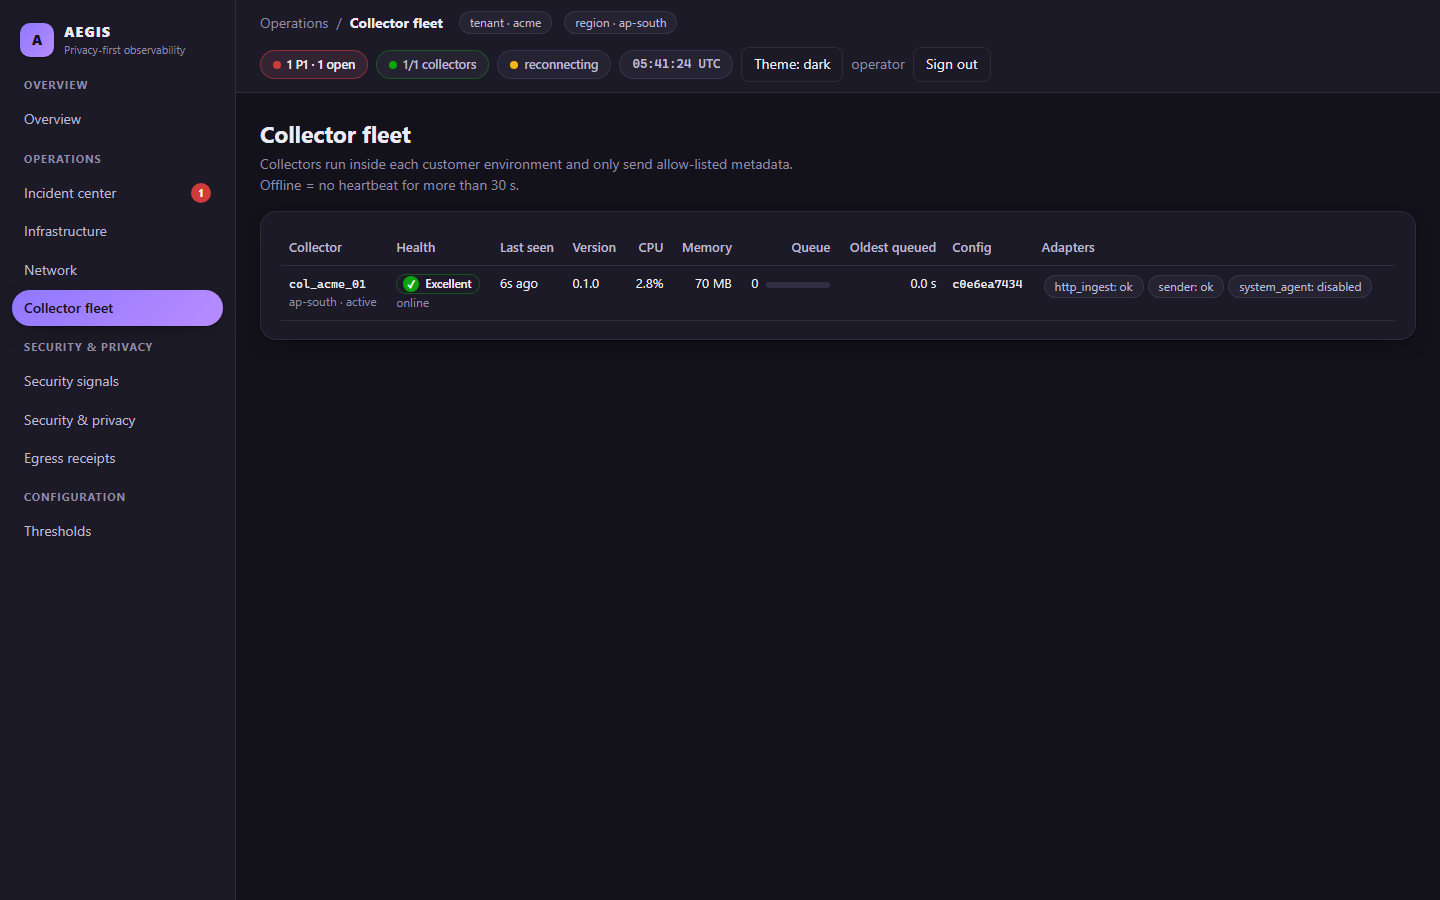 A
AEGIS
Privacy-first observability
OVERVIEW
Overview
OPERATIONS
Incident center 1
Infrastructure
Network
Collector fleet
SECURITY & PRIVACY
Security signals
Security & privacy
Egress receipts
CONFIGURATION
Thresholds
Operations / Collector fleet tenant · acme region · ap-south
1 P1 · 1 open 1/1 collectors reconnecting 05:41:24 UTC Theme: dark operator Sign out
Collector fleet
Collectors run inside each customer environment and only send allow-listed metadata.
Offline = no heartbeat for more than 30 s.
Collector Health Last seen Version CPU Memory Queue Oldest queued Config Adapters
col_acme_01 Excellent 6s ago 0.1.0 2.8% 70 MB 0 0.0 s c0e6ea7434 http_ingest: ok sender: ok system_agent: disabled
ap-south · active online